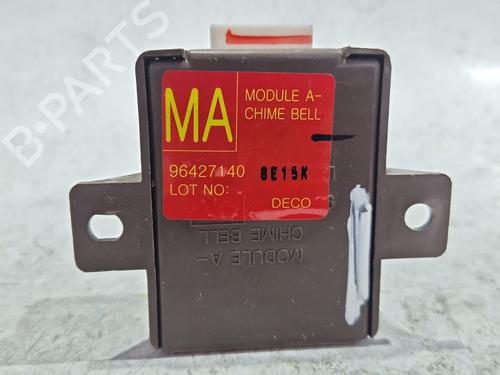 MA
MODULE A-
CHIME BELL
96427140 8E15K
LOT NO:
DECO
MODULE A-
CHIME BELL
B-PARTS